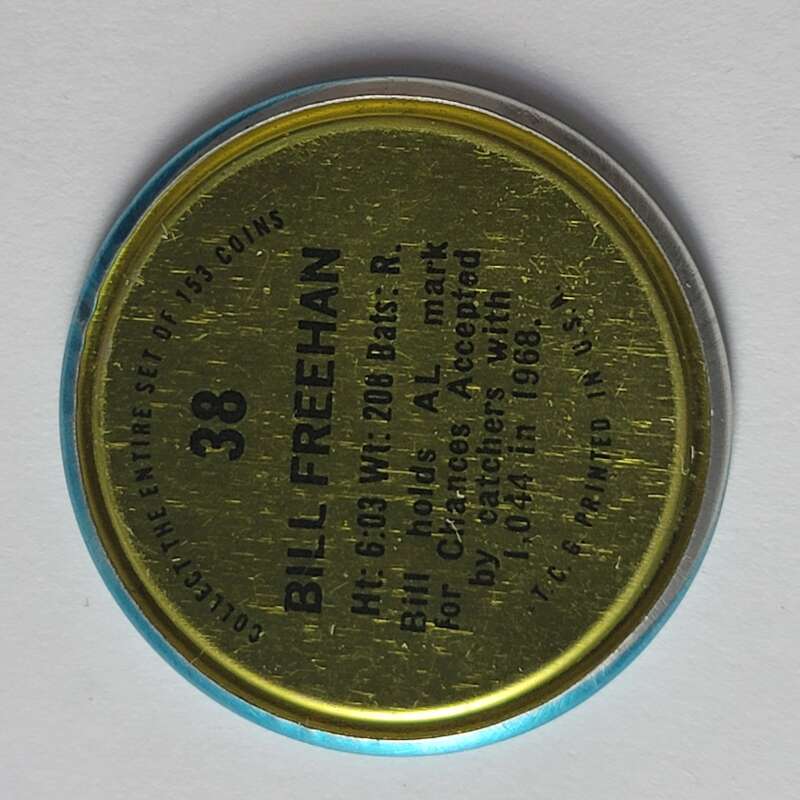 COLLECT THE ENTIRE SET OF 153 COINS
38
BILL FREEHAN
Ht: 6:03 Wt: 208 Bats: R.
Bill holds AL mark
for Chances Accepted
by catchers with
1,044 in 1968.
· T. C. G PRINTED IN U.S.A.